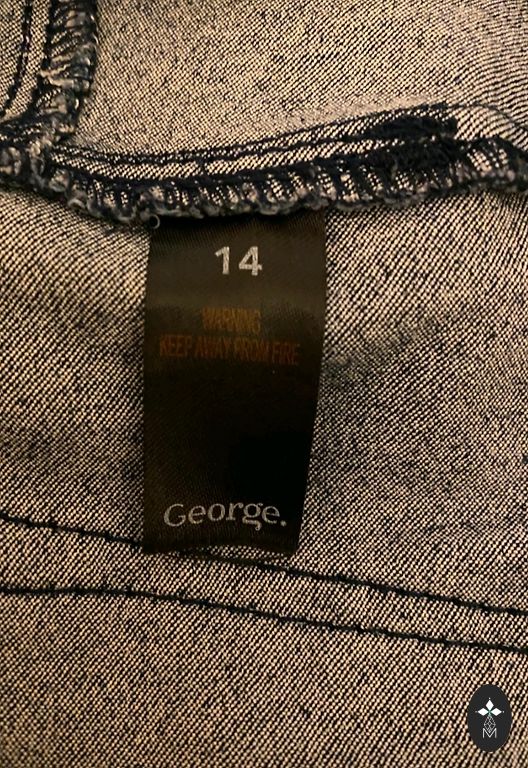 14
WARNING
KEEP AWAY FROM FIRE
George.
M